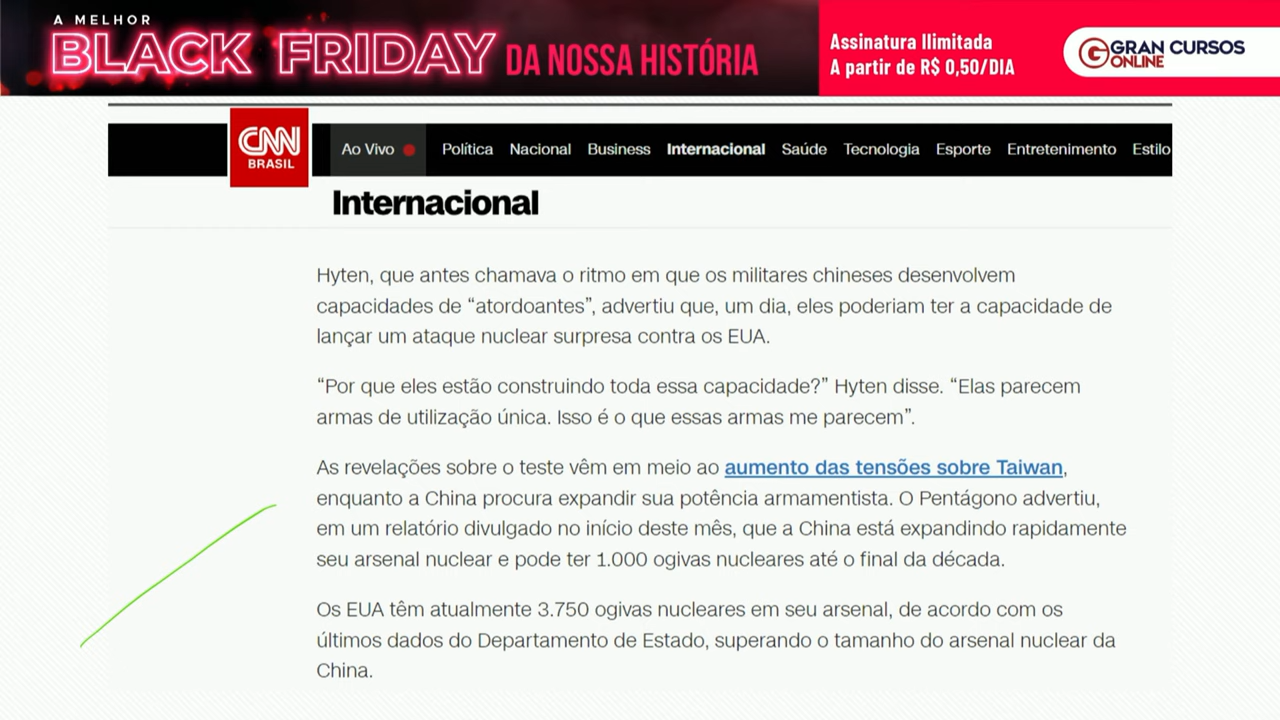 A MELHOR
BLACK FRIDAY DA NOSSA HISTÓRIA
Assinatura Ilimitada
A partir de R$ 0,50/DIA
G GRAN CURSOS
ONLINE
CNN
BRASIL
Ao Vivo Política Nacional Business Internacional Saúde Tecnologia Esporte Entretenimento Estilo
Internacional
Hyten, que antes chamava o ritmo em que os militares chineses desenvolvem
capacidades de “atordoantes”, advertiu que, um dia, eles poderiam ter a capacidade de
lançar um ataque nuclear surpresa contra os EUA.
“Por que eles estão construindo toda essa capacidade?” Hyten disse. “Elas parecem
armas de utilização única. Isso é o que essas armas me parecem”.
As revelações sobre o teste vêm em meio ao aumento das tensões sobre Taiwan,
enquanto a China procura expandir sua potência armamentista. O Pentágono advertiu,
em um relatório divulgado no início deste mês, que a China está expandindo rapidamente
seu arsenal nuclear e pode ter 1.000 ogivas nucleares até o final da década.
Os EUA têm atualmente 3.750 ogivas nucleares em seu arsenal, de acordo com os
últimos dados do Departamento de Estado, superando o tamanho do arsenal nuclear da
China.